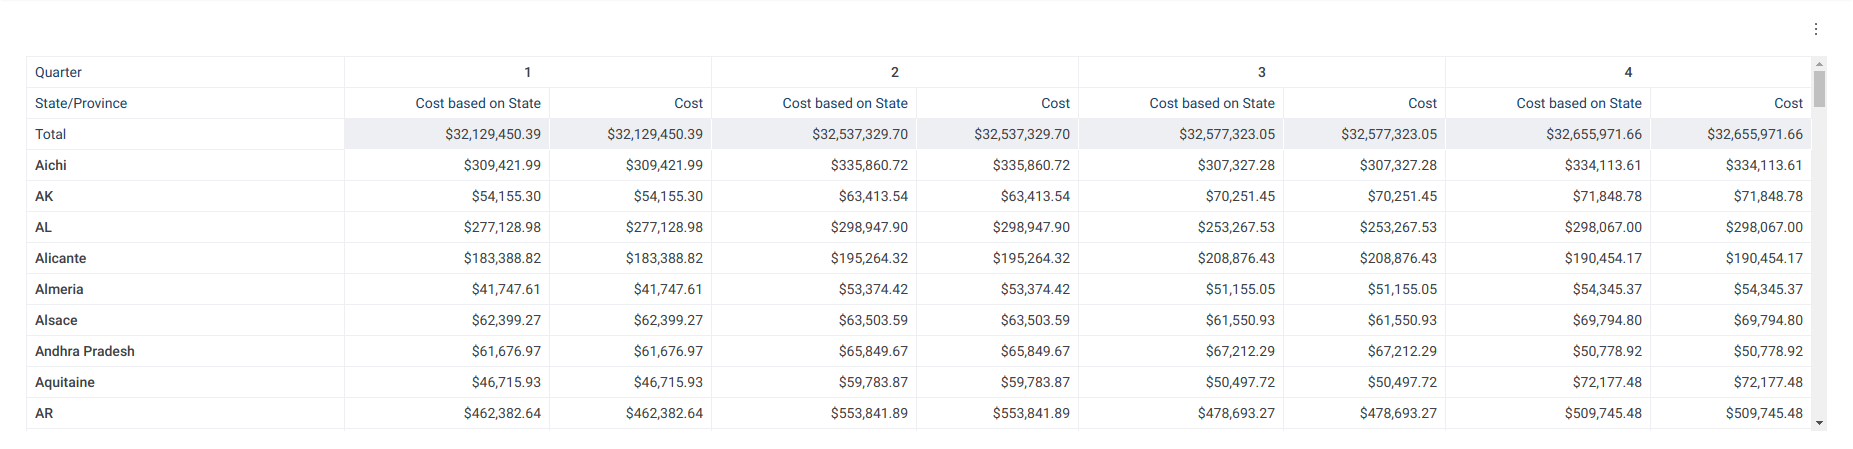 Quarter 1 2 3 4
State/Province Cost based on State Cost Cost based on State Cost Cost based on State Cost Cost based on State Cost
Total $32,129,450.39 $32,129,450.39 $32,537,329.70 $32,537,329.70 $32,577,323.05 $32,577,323.05 $32,655,971.66 $32,655,971.66
Aichi $309,421.99 $309,421.99 $335,860.72 $335,860.72 $307,327.28 $307,327.28 $334,113.61 $334,113.61
AK $54,155.30 $54,155.30 $63,413.54 $63,413.54 $70,251.45 $70,251.45 $71,848.78 $71,848.78
AL $277,128.98 $277,128.98 $298,947.90 $298,947.90 $253,267.53 $253,267.53 $298,067.00 $298,067.00
Alicante $183,388.82 $183,388.82 $195,264.32 $195,264.32 $208,876.43 $208,876.43 $190,454.17 $190,454.17
Almeria $41,747.61 $41,747.61 $53,374.42 $53,374.42 $51,155.05 $51,155.05 $54,345.37 $54,345.37
Alsace $62,399.27 $62,399.27 $63,503.59 $63,503.59 $61,550.93 $61,550.93 $69,794.80 $69,794.80
Andhra Pradesh $61,676.97 $61,676.97 $65,849.67 $65,849.67 $67,212.29 $67,212.29 $50,778.92 $50,778.92
Aquitaine $46,715.93 $46,715.93 $59,783.87 $59,783.87 $50,497.72 $50,497.72 $72,177.48 $72,177.48
AR $462,382.64 $462,382.64 $553,841.89 $553,841.89 $478,693.27 $478,693.27 $509,745.48 $509,745.48